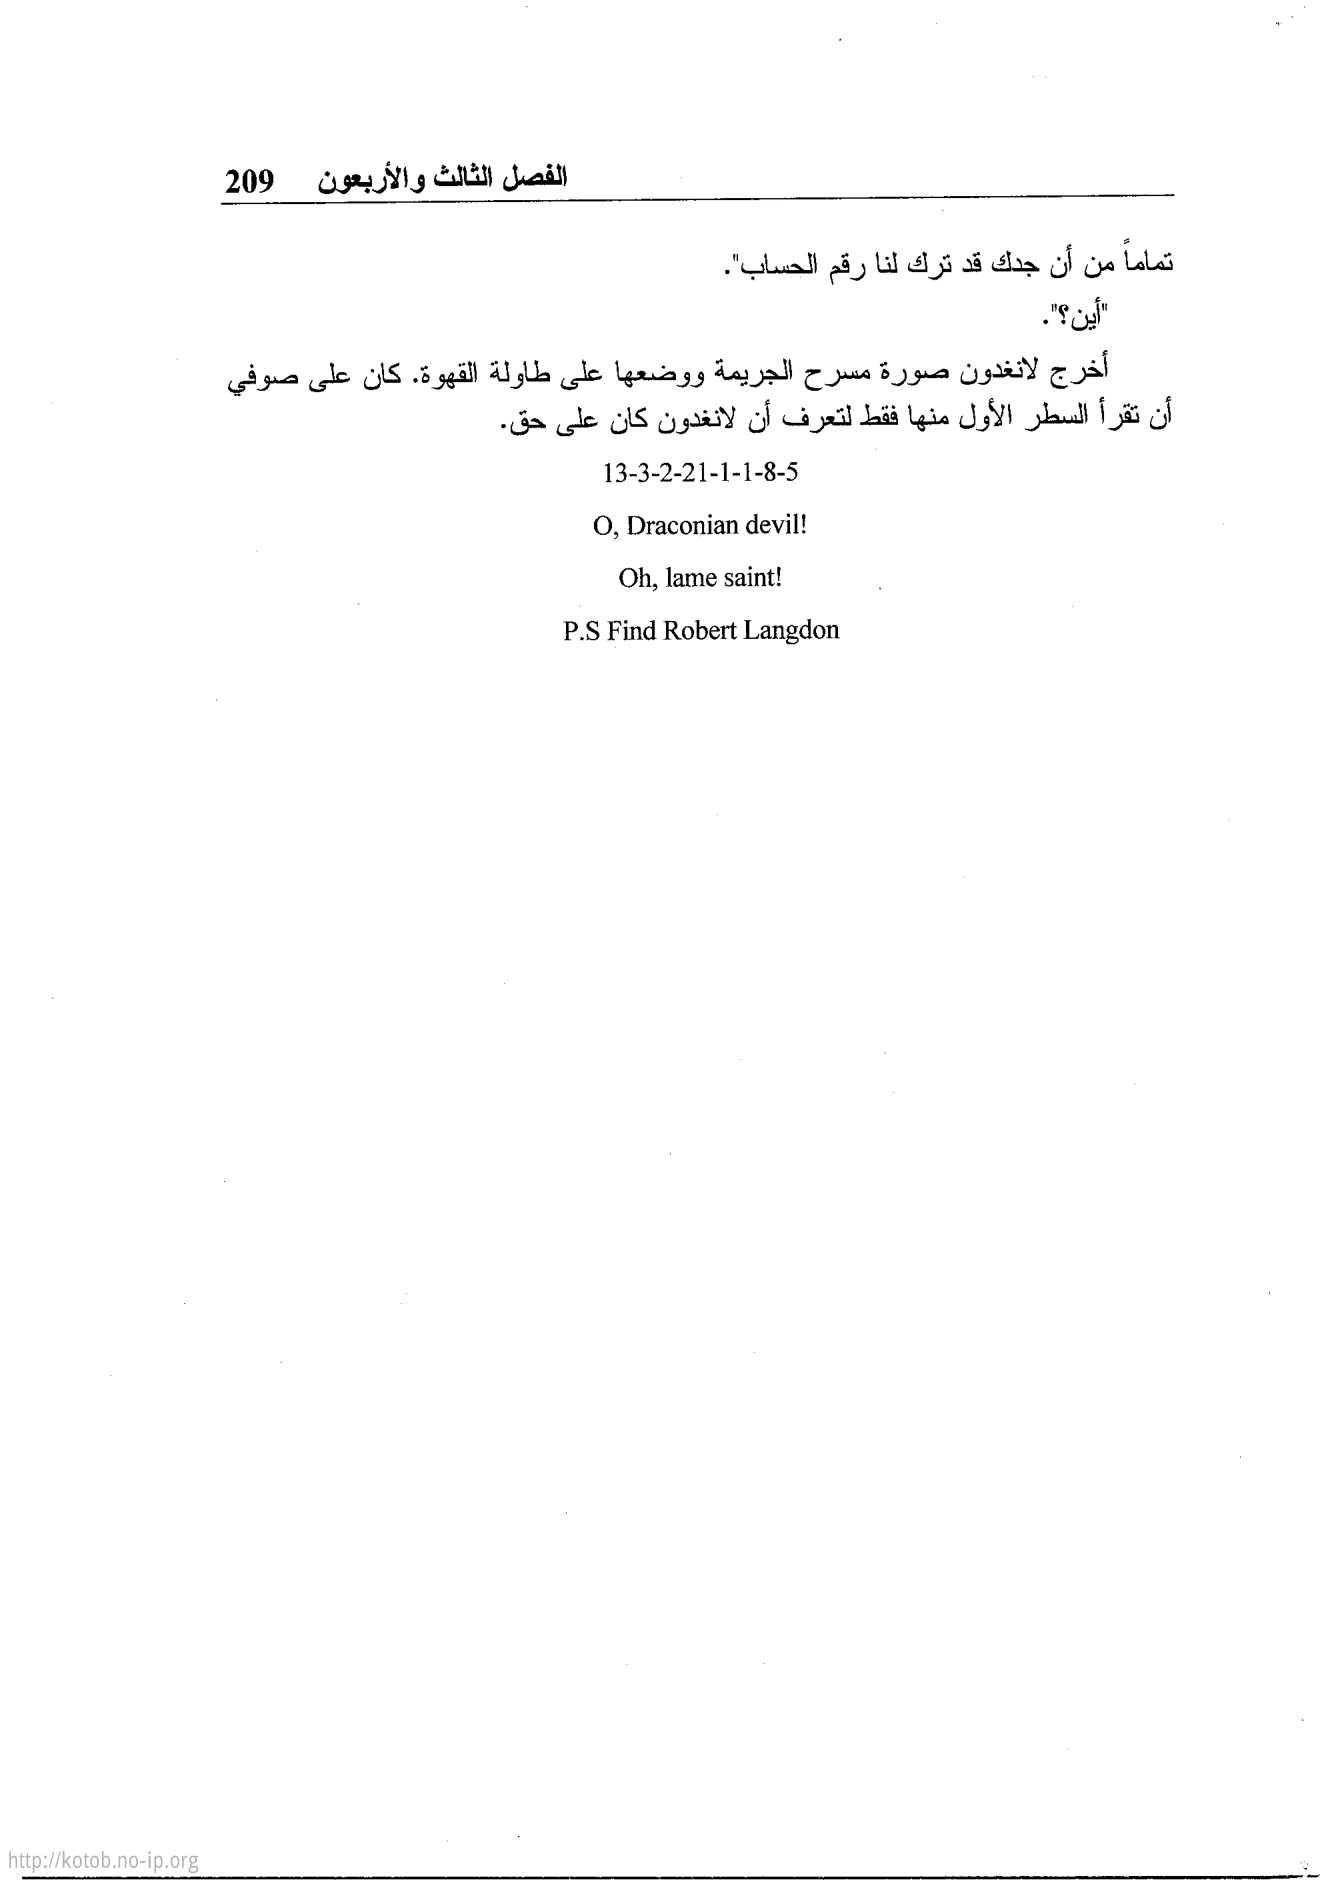 الفصل الثالث والأربعون 209
تماماً من أن جدك قد ترك لنا رقم الحساب".
"أين؟".
أخرج لانغدون صورة مسرح الجريمة ووضعها على طاولة القهوة. كان على صوفي
أن تقرأ السطر الأول منها فقط لتعرف أن لانغدون كان على حق.
13-3-2-21-1-1-8-5
O, Draconian devil!
Oh, lame saint!
P.S Find Robert Langdon
http://kotob.no-ip.org